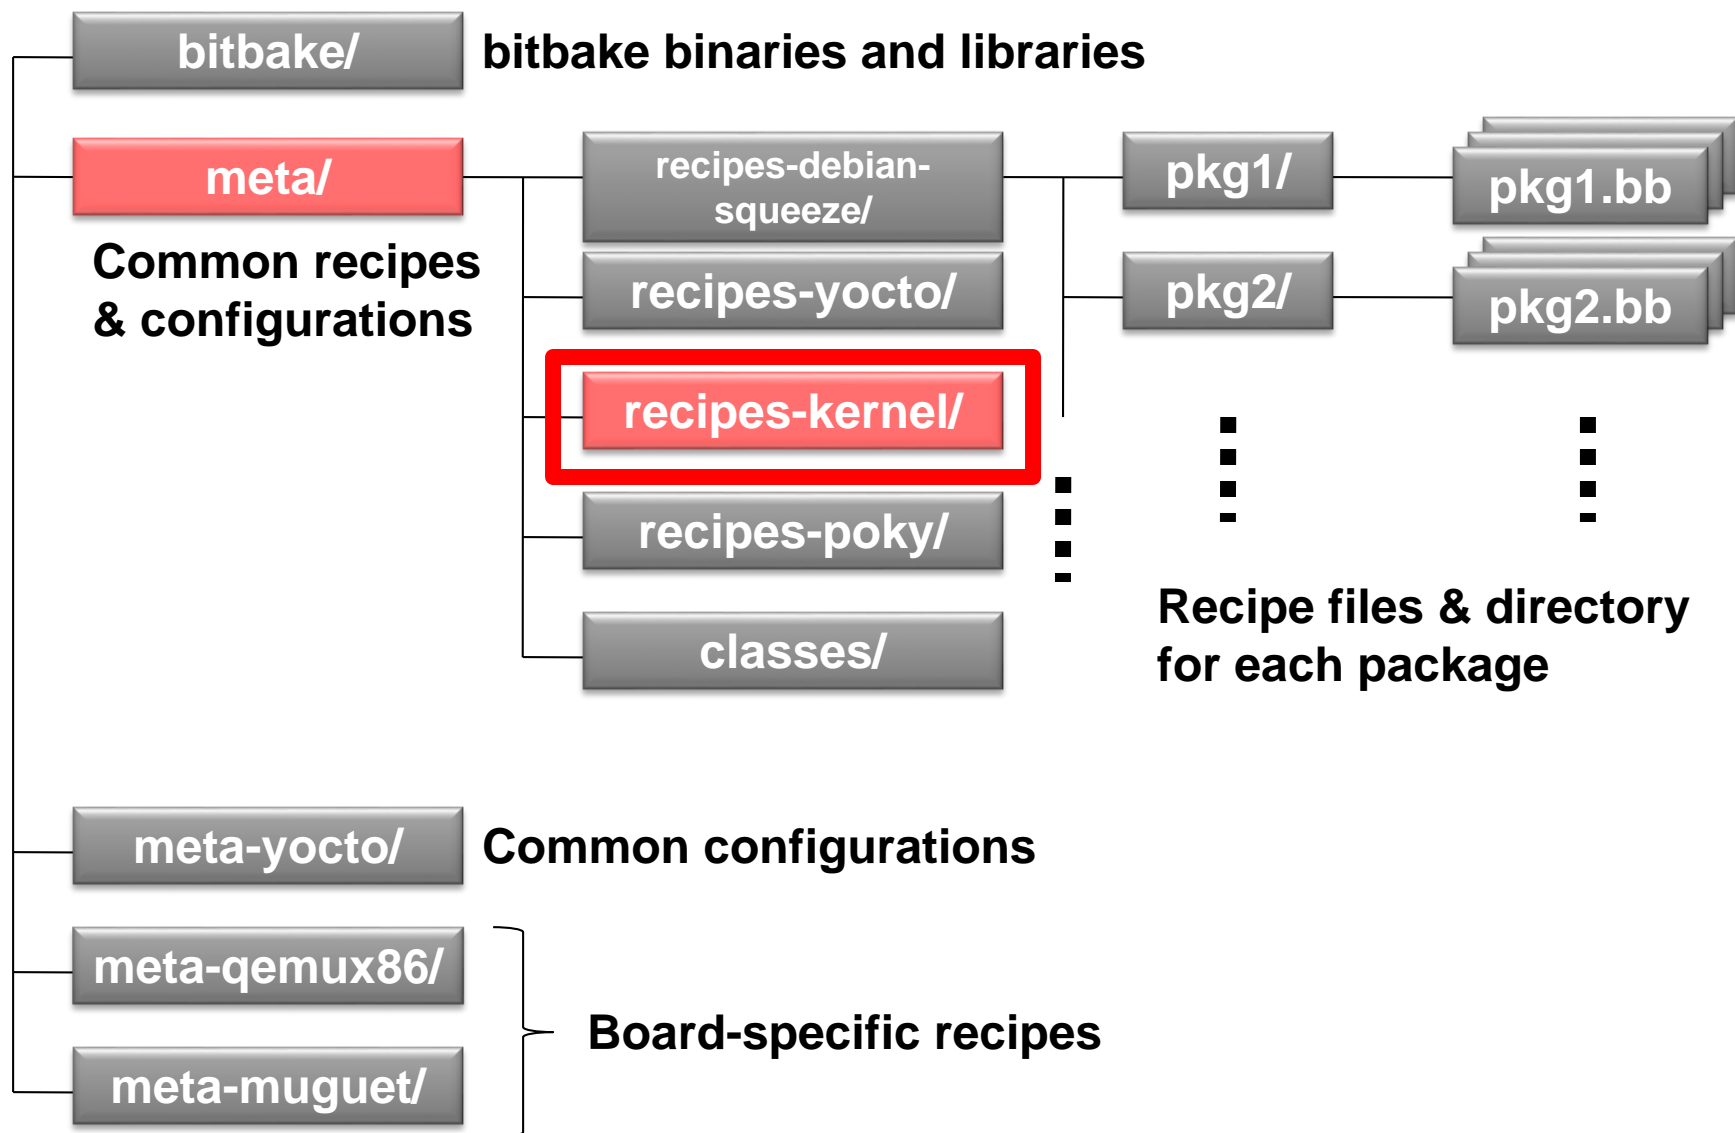 bitbake/
bitbake binaries and libraries
meta/
Common recipes
& configurations
recipes-debian-
squeeze/
recipes-yocto/
recipes-kernel/
recipes-poky/
classes/
pkg1/
pkg1.bb
pkg2/
pkg2.bb
Recipe files & directory
for each package
meta-yocto/
Common configurations
meta-qemux86/
meta-muguet/
Board-specific recipes